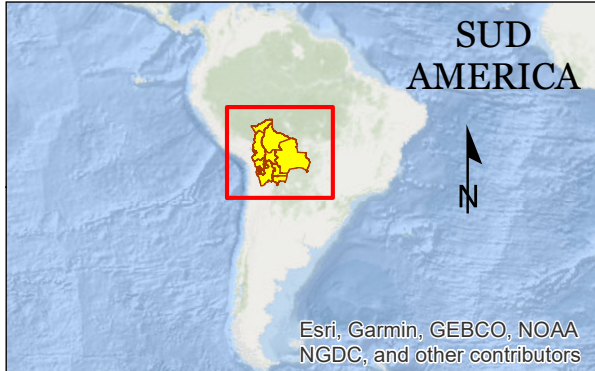 SUD
AMERICA
N
Esri, Garmin, GEBCO, NOAA
NGDC, and other contributors